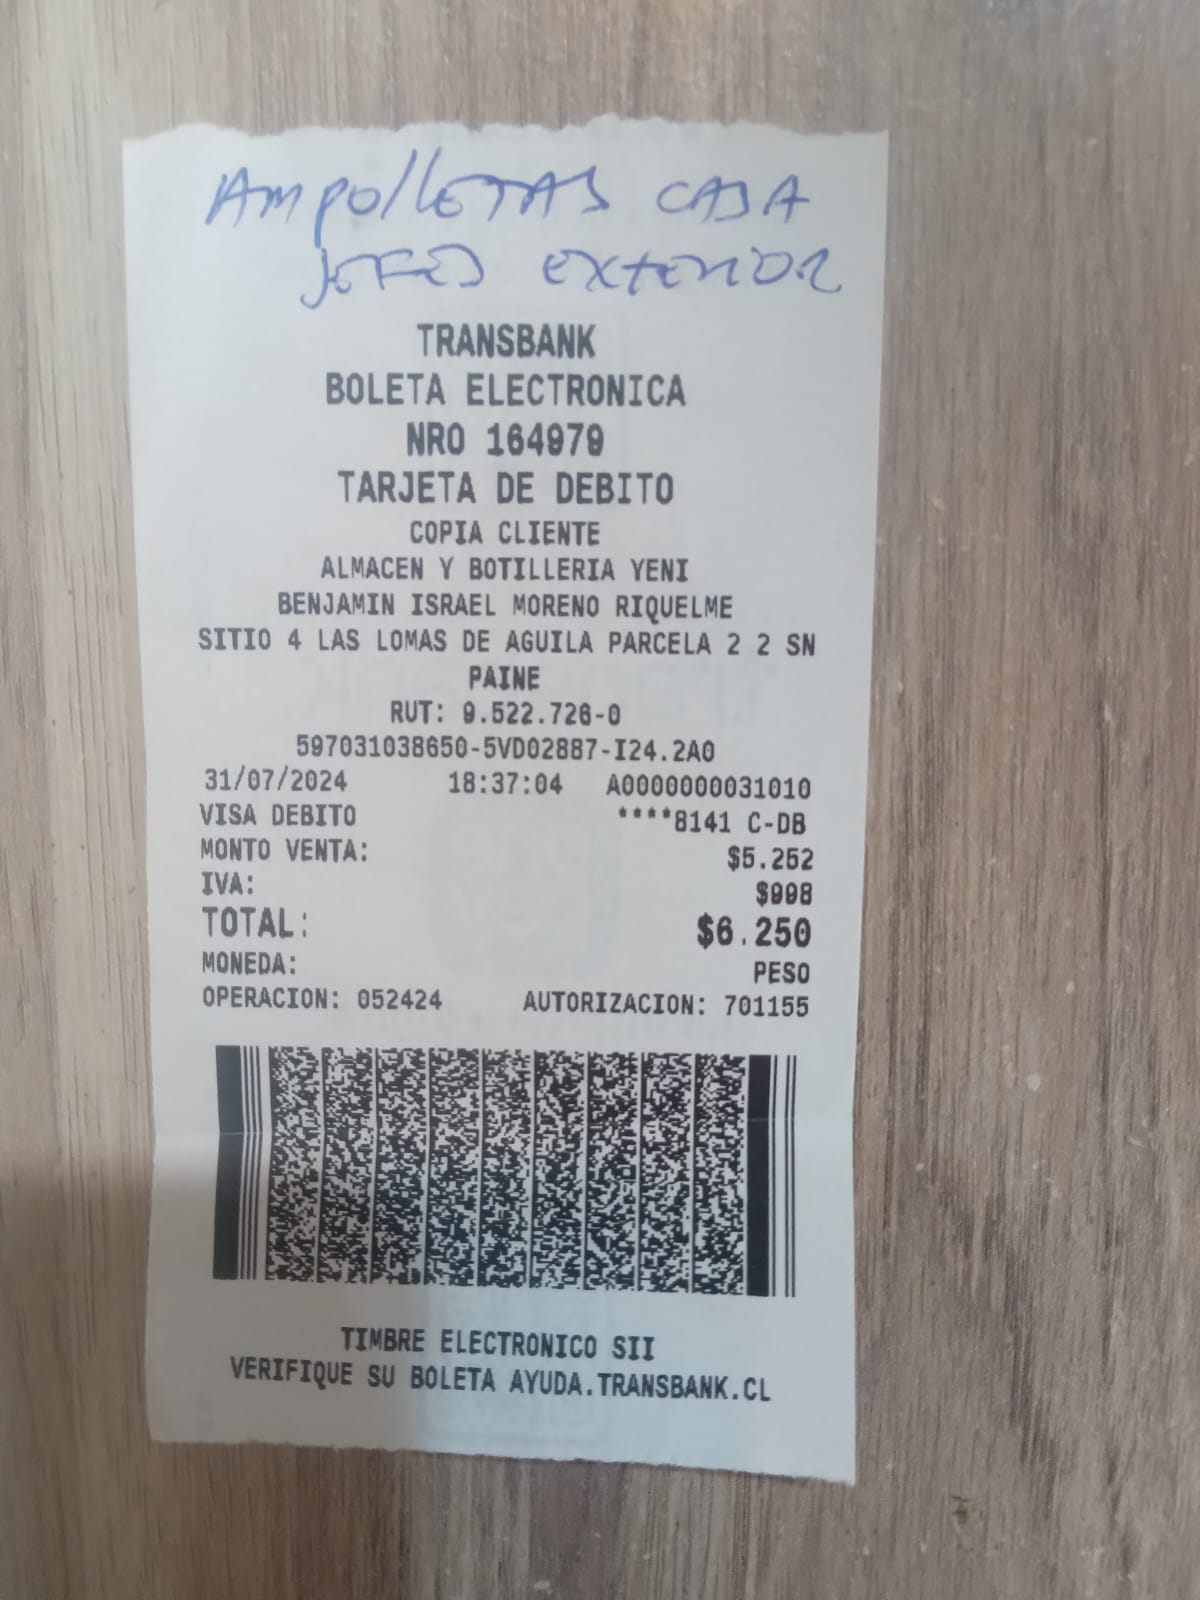 AMPOLLETAS CASA
JEFES EXTERIOR
TRANSBANK
BOLETA ELECTRONICA
NRO 164979
TARJETA DE DEBITO
COPIA CLIENTE
ALMACEN Y BOTILLERIA YENI
BENJAMIN ISRAEL MORENO RIQUELME
SITIO 4 LAS LOMAS DE AGUILA PARCELA 2 2 SN
PAINE
RUT: 9.522.726-0
597031038650-5VD02887-I24.2A0
31/07/2024 18:37:04 A0000000031010
VISA DEBITO ****8141 C-DB
MONTO VENTA: $5.252
IVA: $998
TOTAL: $6.250
MONEDA: PESO
OPERACION: 052424 AUTORIZACION: 701155
TIMBRE ELECTRONICO SII
VERIFIQUE SU BOLETA AYUDA.TRANSBANK.CL